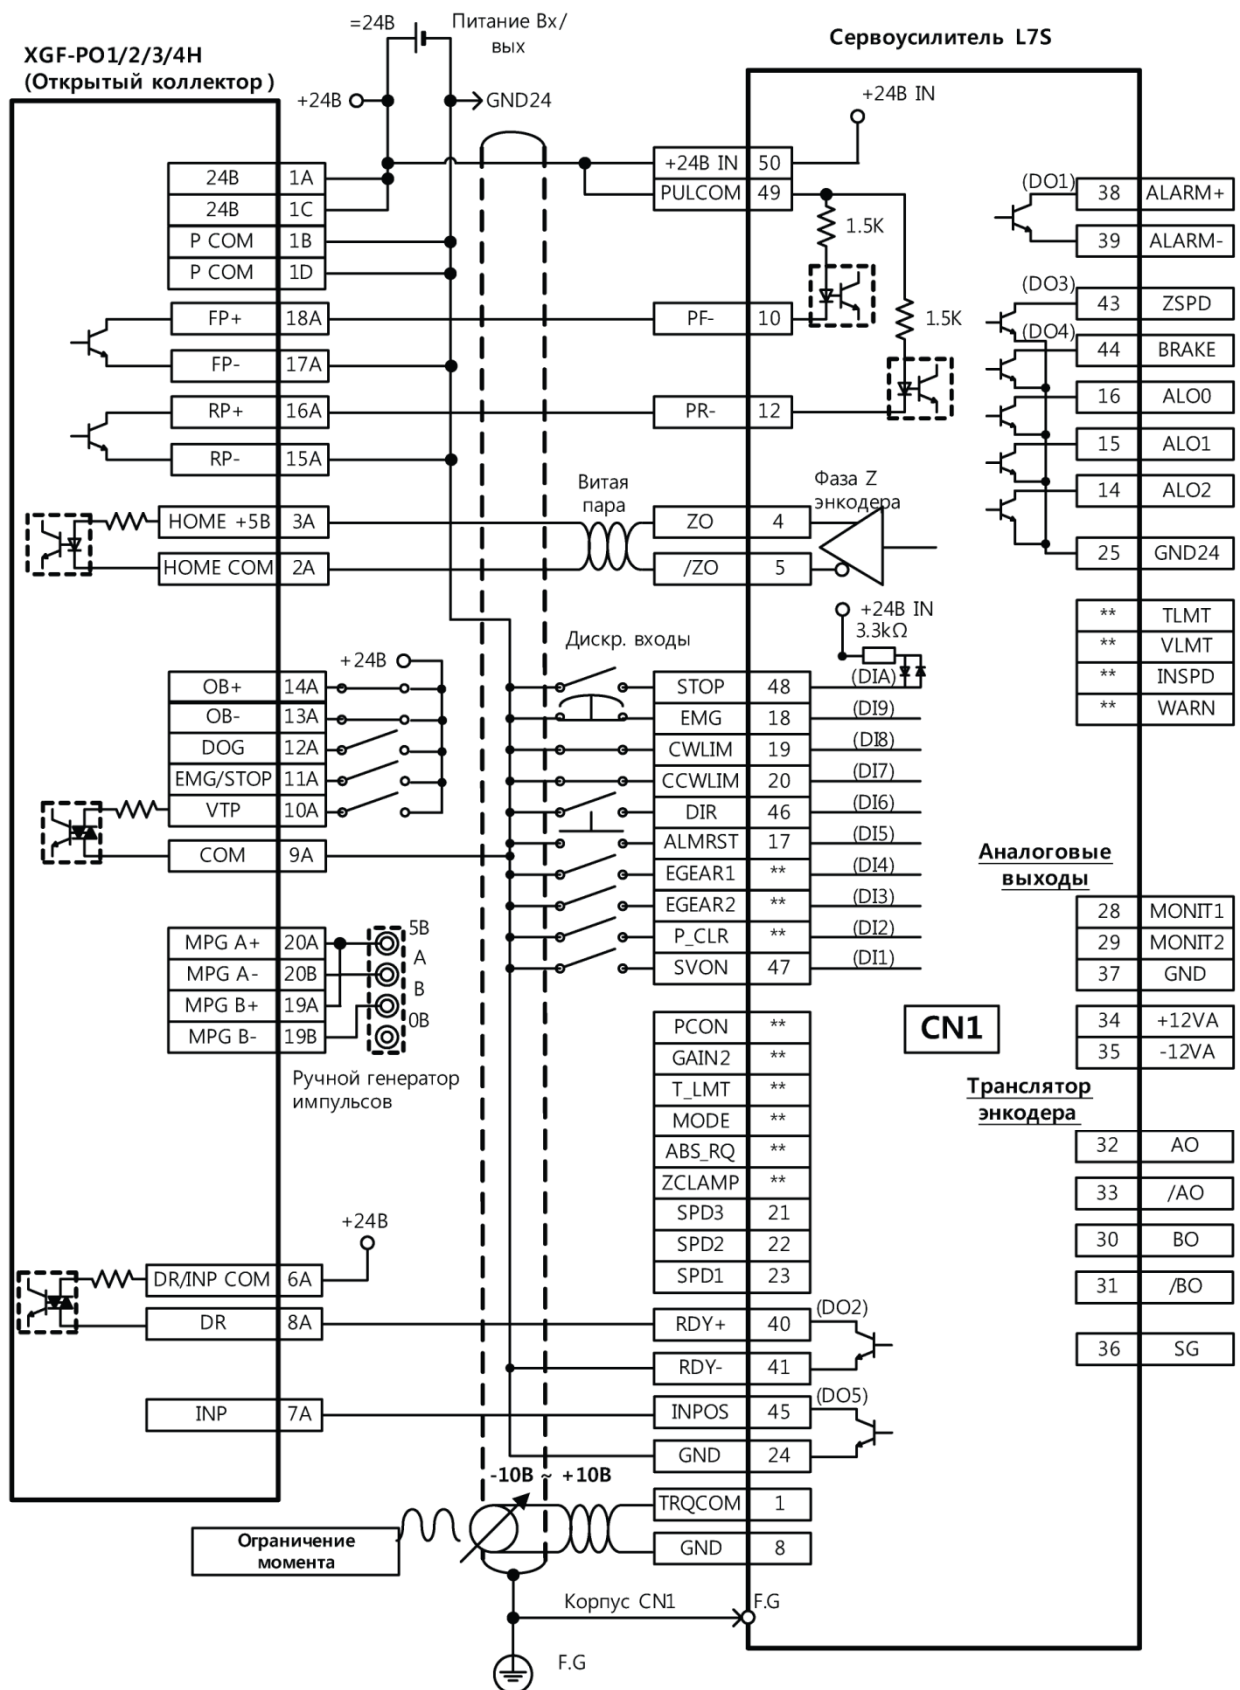 =24В
Питание Вх/
вых
XGF-PO1/2/3/4H
(Открытый коллектор )
Сервоусилитель L7S
+24В
GND24
+24В IN
24В 1A
24В 1C
P COM 1B
P COM 1D
FP+ 18A
FP- 17A
RP+ 16A
RP- 15A
HOME +5В 3A
HOME COM 2A
+24В
OB+ 14A
OB- 13A
DOG 12A
EMG/STOP 11A
VTP 10A
COM 9A
MPG A+ 20A
MPG A- 20B
MPG B+ 19A
MPG B- 19B
5В
A
B
0В
Ручной генератор
импульсов
+24В
DR/INP COM 6A
DR 8A
INP 7A
Ограничение
момента
-10В ~ +10В
Витая
пара
Дискр. входы
+24В IN 50
PULCOM 49
1.5K
1.5K
PF- 10
PR- 12
Фаза Z
энкодера
ZO 4
/ZO 5
+24В IN
3.3kΩ
STOP 48 (DIA)
EMG 18 (DI9)
CWLIM 19 (DI8)
CCWLIM 20 (DI7)
DIR 46 (DI6)
ALMRST 17 (DI5)
EGEAR1 ** (DI4)
EGEAR2 ** (DI3)
P_CLR ** (DI2)
SVON 47 (DI1)
PCON **
GAIN2 **
T_LMT **
MODE **
ABS_RQ **
ZCLAMP **
SPD3 21
SPD2 22
SPD1 23
RDY+ 40 (DO2)
RDY- 41
INPOS 45 (DO5)
GND 24
TRQCOM 1
GND 8
Корпус CN1
F.G
F.G
CN1
(DO1) 38 ALARM+
39 ALARM-
(DO3) 43 ZSPD
(DO4) 44 BRAKE
16 ALO0
15 ALO1
14 ALO2
25 GND24
** TLMT
** VLMT
** INSPD
** WARN
Аналоговые
выходы
28 MONIT1
29 MONIT2
37 GND
34 +12VA
35 -12VA
Транслятор
энкодера
32 AO
33 /AO
30 BO
31 /BO
36 SG